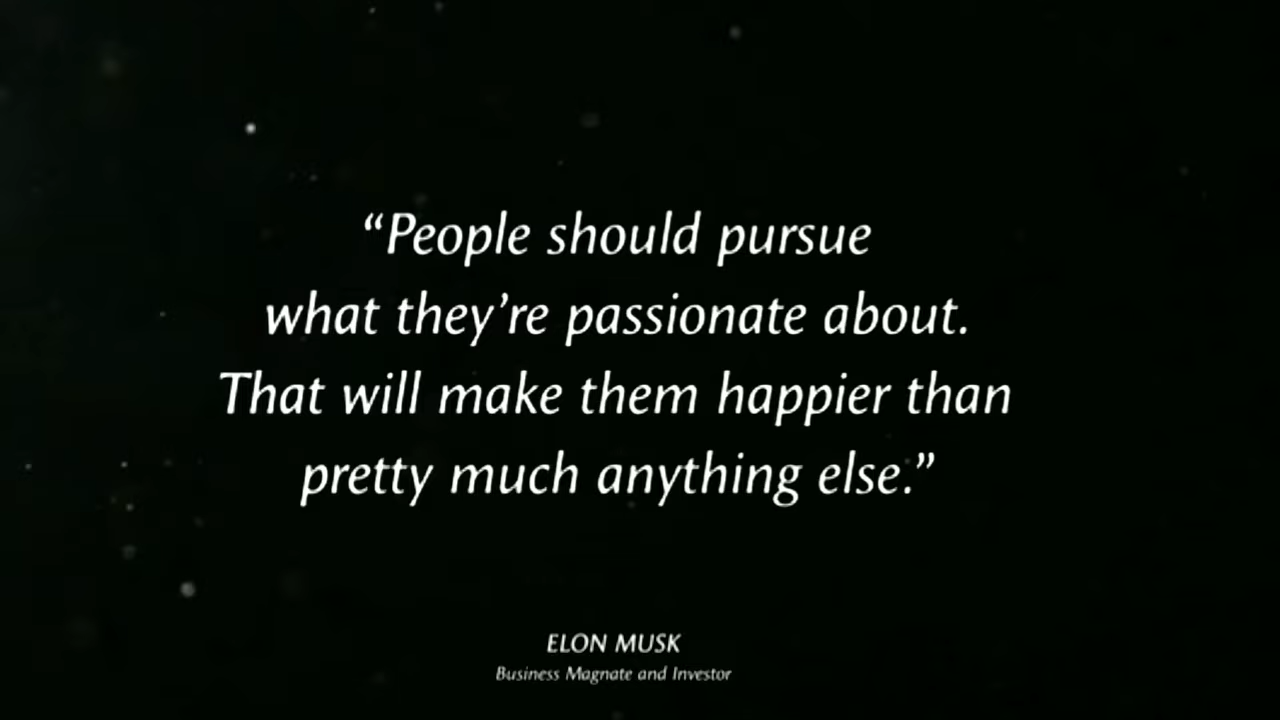 “People should pursue
what they’re passionate about.
That will make them happier than
pretty much anything else.”
ELON MUSK
Business Magnate and Investor